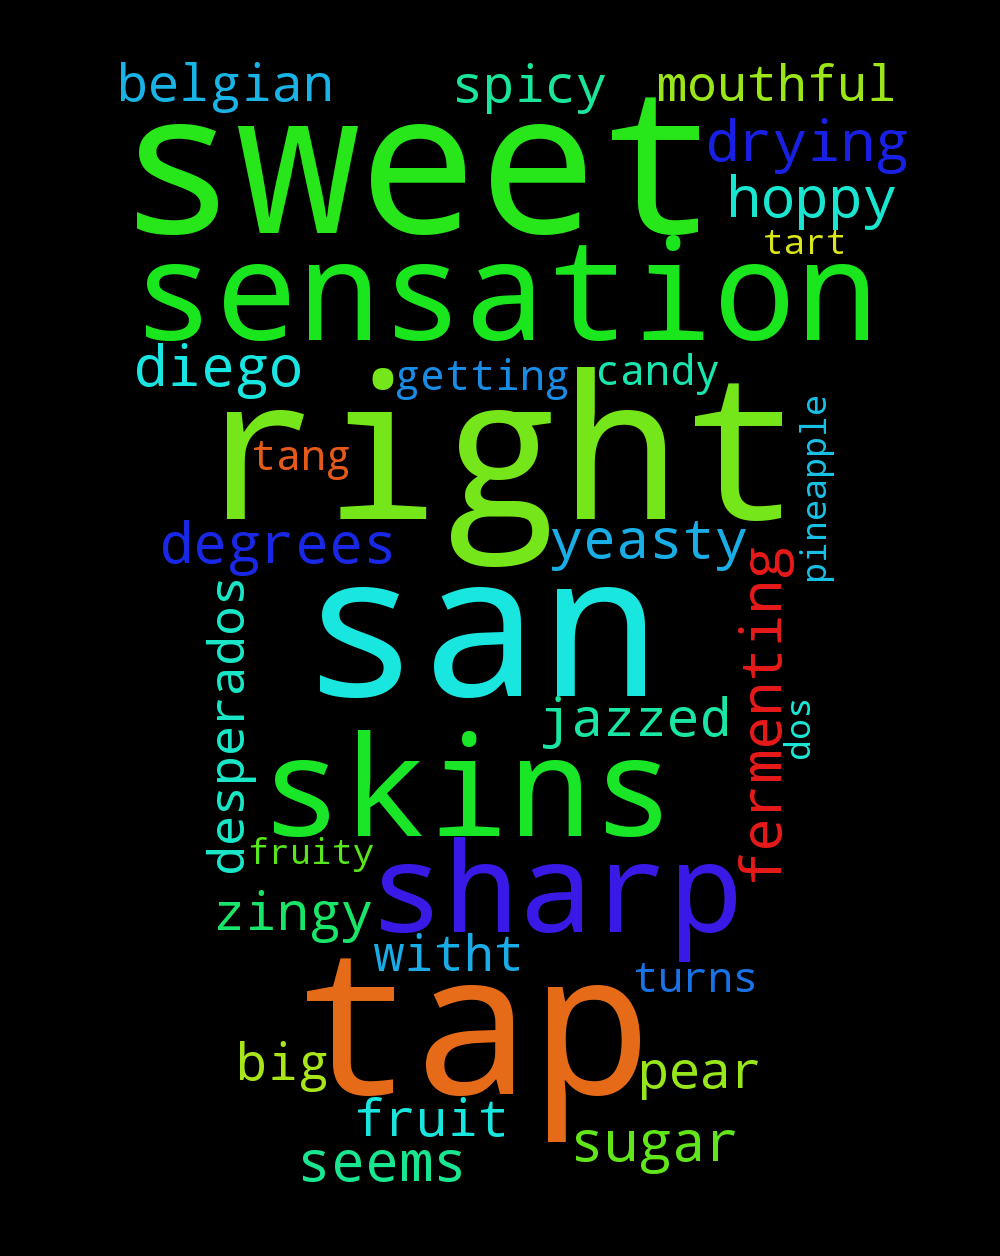 belgian
spicy
mouthful
sweet
drying
hoppy
tart
sensation
diego
getting
candy
right
tang
pineapple
degrees
yeasty
fermenting
san
desperados
jazzed
dos
skins
fruity
sharp
zingy
witht
turns
tap
big
pear
fruit
sugar
seems